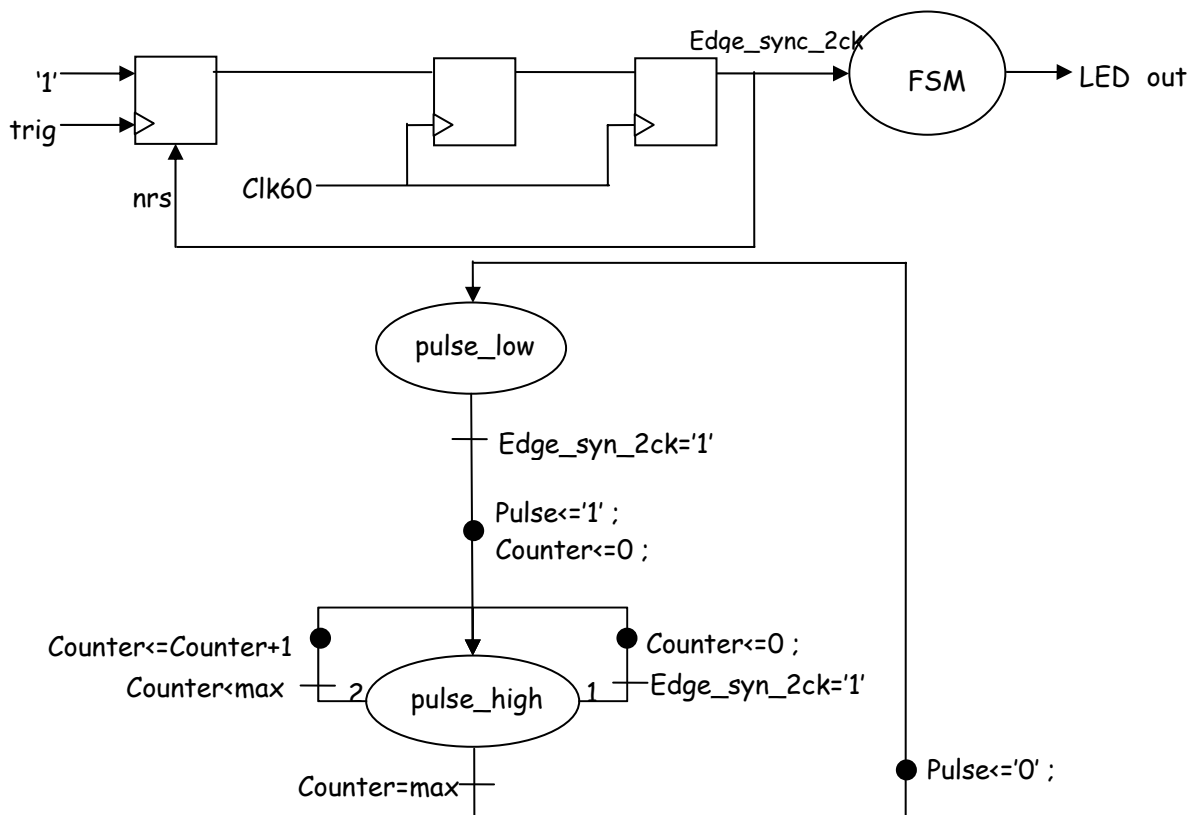 Edge_sync_2ck
'1'
FSM
LED out
trig
nrs
Clk60
pulse_low
Edge_syn_2ck='1'
Pulse<='1' ;
Counter<=0 ;
Counter<=Counter+1
Counter<=0 ;
Counter<max
2
pulse_high
1
Edge_syn_2ck='1'
Counter=max
Pulse<='0' ;